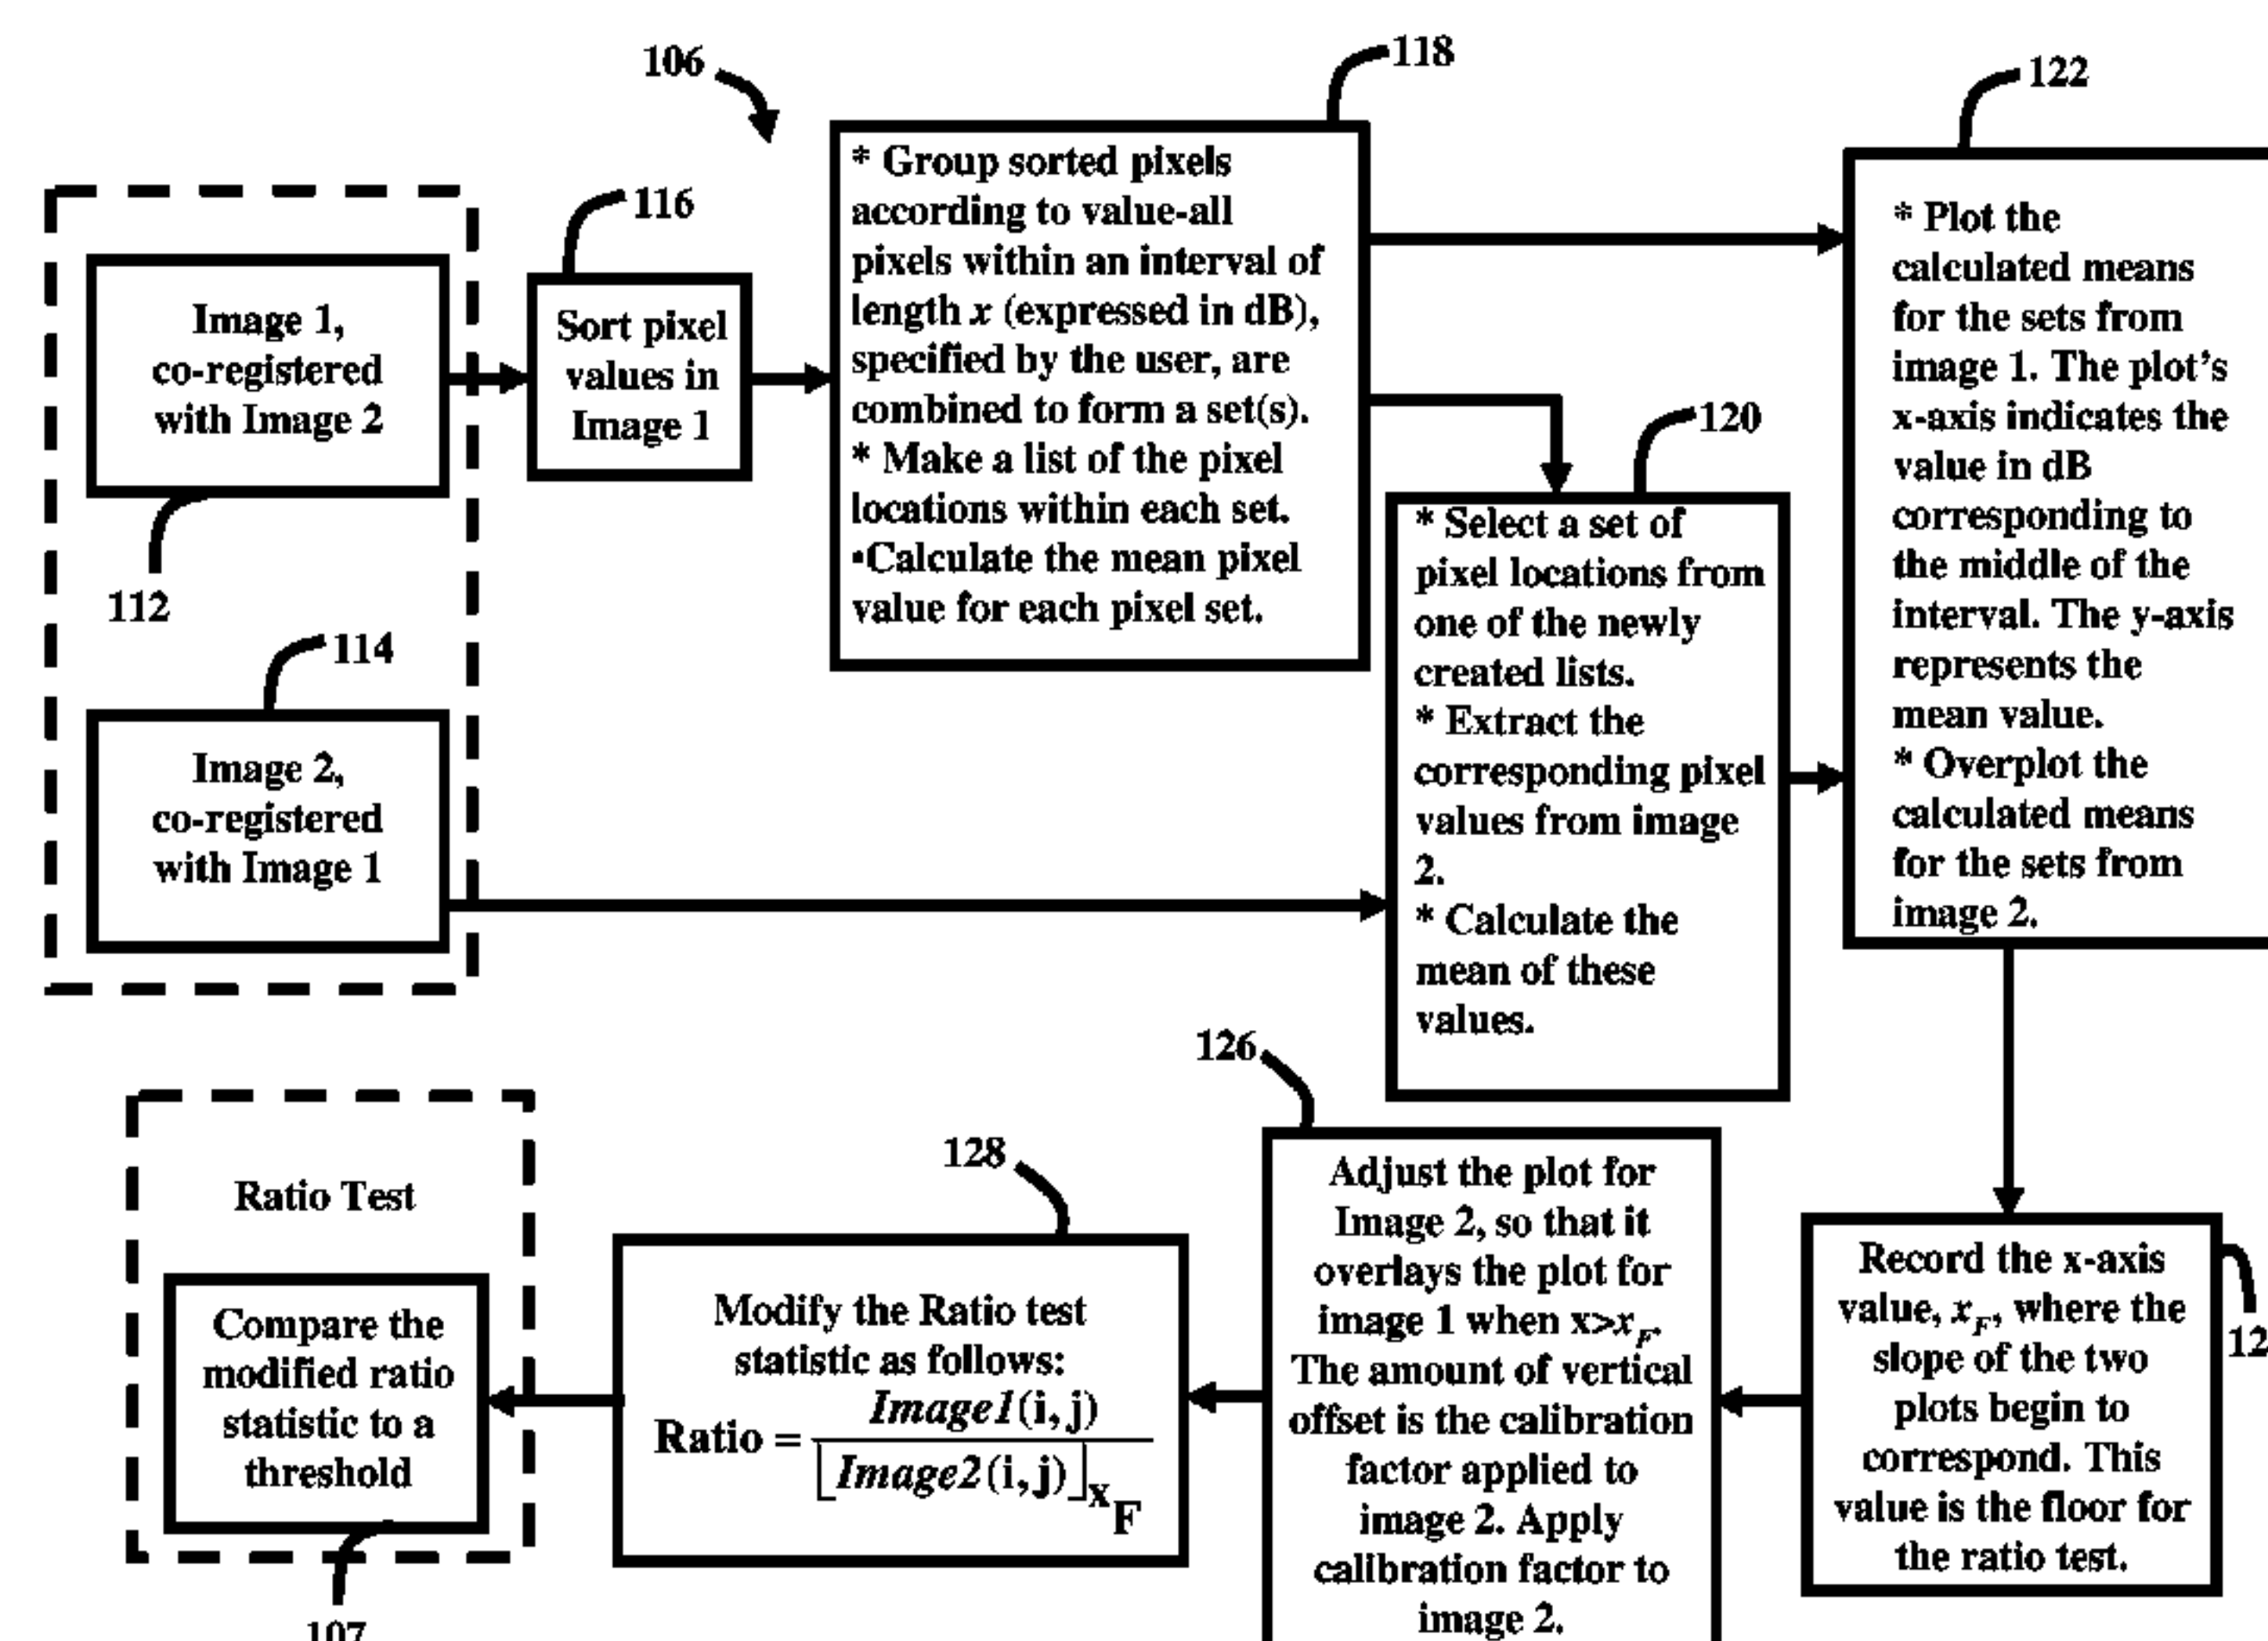 106
118
122
116
* Group sorted pixels
according to value-all
pixels within an interval of
length x (expressed in dB),
specified by the user, are
combined to form a set(s).
* Make a list of the pixel
locations within each set.
▪Calculate the mean pixel
value for each pixel set.
* Plot the
calculated means
for the sets from
image 1. The plot's
x-axis indicates the
value in dB
corresponding to
the middle of the
interval. The y-axis
represents the
mean value.
* Overplot the
calculated means
for the sets from
image 2.
Image 1,
co-registered
with Image 2
Sort pixel
values in
Image 1
120
112
114
* Select a set of
pixel locations from
one of the newly
created lists.
* Extract the
corresponding pixel
values from image
2.
* Calculate the
mean of these
values.
Image 2,
co-registered
with Image 1
126
128
Ratio Test
Compare the
modified ratio
statistic to a
threshold
107
Modify the Ratio test
statistic as follows:
Ratio = Image1(i, j) / ⌊Image2(i, j)⌋x_F
Adjust the plot for
Image 2, so that it
overlays the plot for
image 1 when x>x_F.
The amount of vertical
offset is the calibration
factor applied to
image 2. Apply
calibration factor to
image 2.
Record the x-axis
value, x_F, where the
slope of the two
plots begin to
correspond. This
value is the floor for
the ratio test.
12